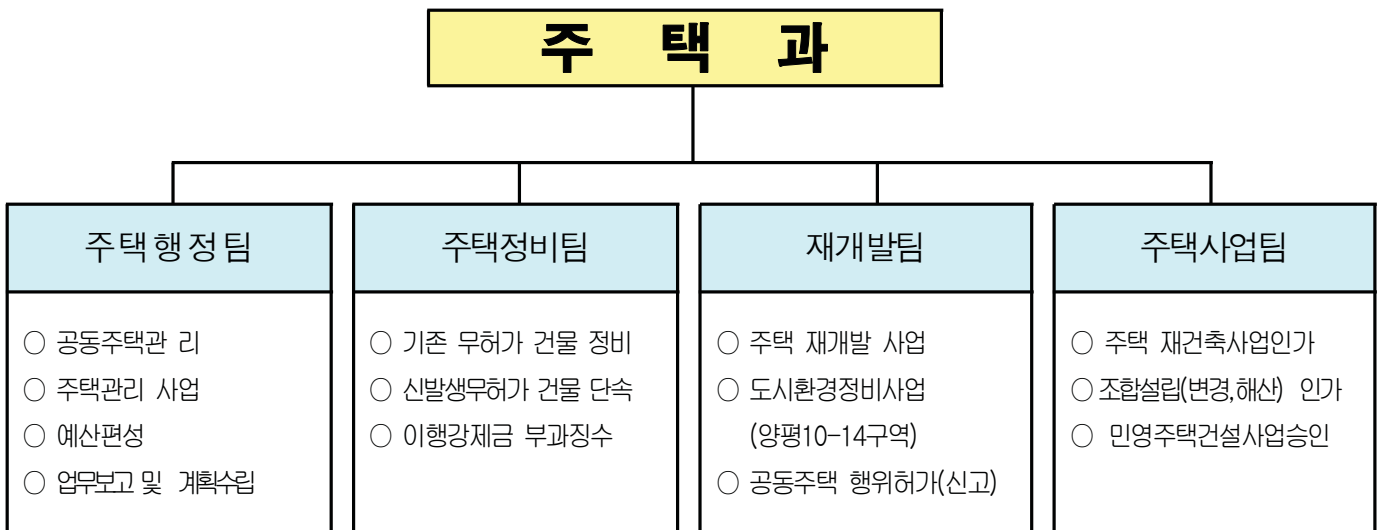 주 택 과
주택행정팀
○ 공동주택관 리
○ 주택관리 사업
○ 예산편성
○ 업무보고 및 계획수립
주택정비팀
○ 기존 무허가 건물 정비
○ 신발생무허가 건물 단속
○ 이행강제금 부과징수
재개발팀
○ 주택 재개발 사업
○ 도시환경정비사업
(양평10-14구역)
○ 공동주택 행위허가(신고)
주택사업팀
○ 주택 재건축사업인가
○ 조합설립(변경,해산) 인가
○ 민영주택건설사업승인